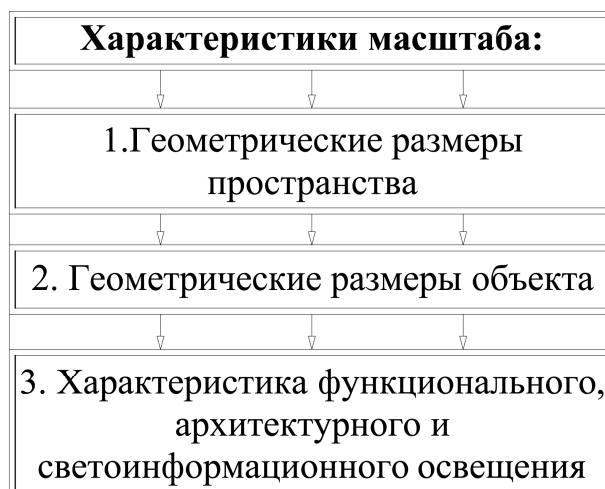 Характеристики масштаба:
1.Геометрические размеры
пространства
2. Геометрические размеры объекта
3. Характеристика функционального,
архитектурного и
светоинформационного освещения